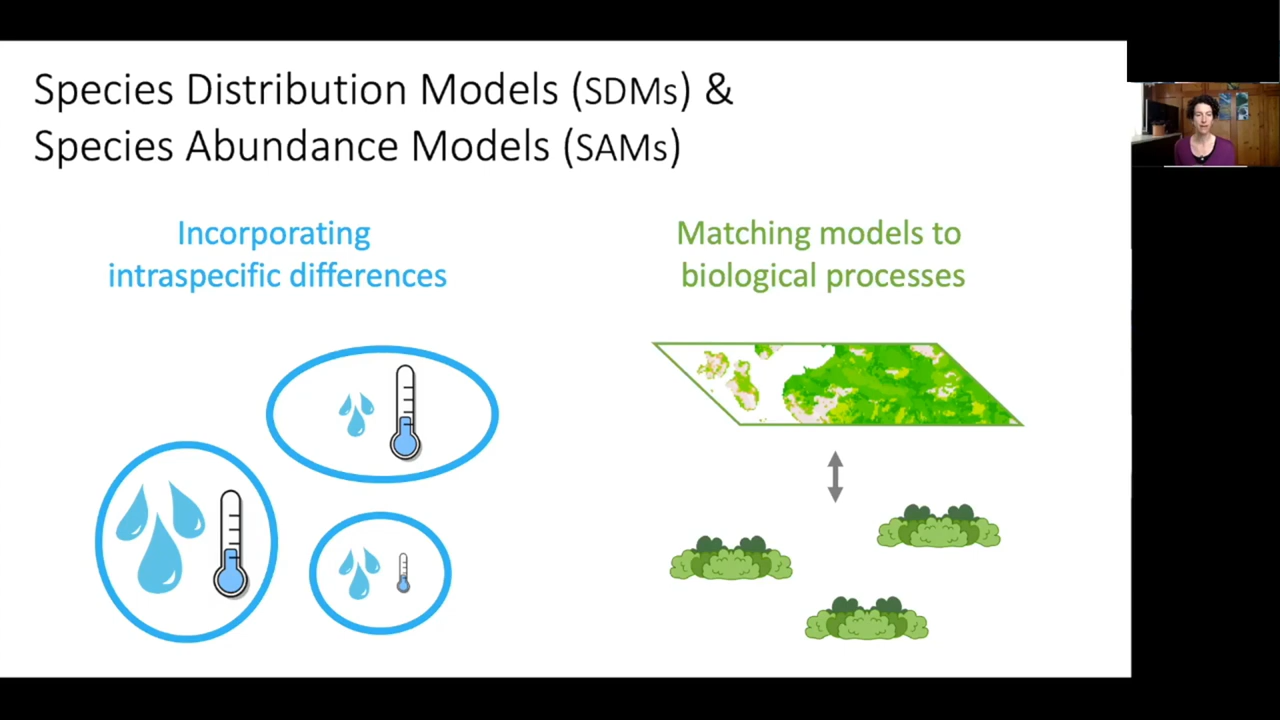 Species Distribution Models (SDMs) &
Species Abundance Models (SAMs)
Incorporating
intraspecific differences
Matching models to
biological processes